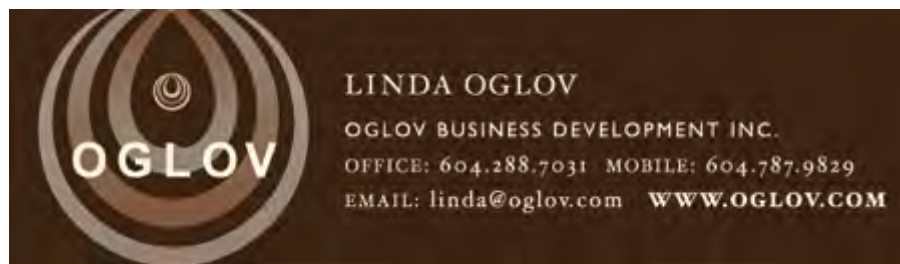 OGLOV
LINDA OGLOV
OGLOV BUSINESS DEVELOPMENT INC.
OFFICE: 604.288.7031 MOBILE: 604.787.9829
EMAIL: linda@oglov.com WWW.OGLOV.COM